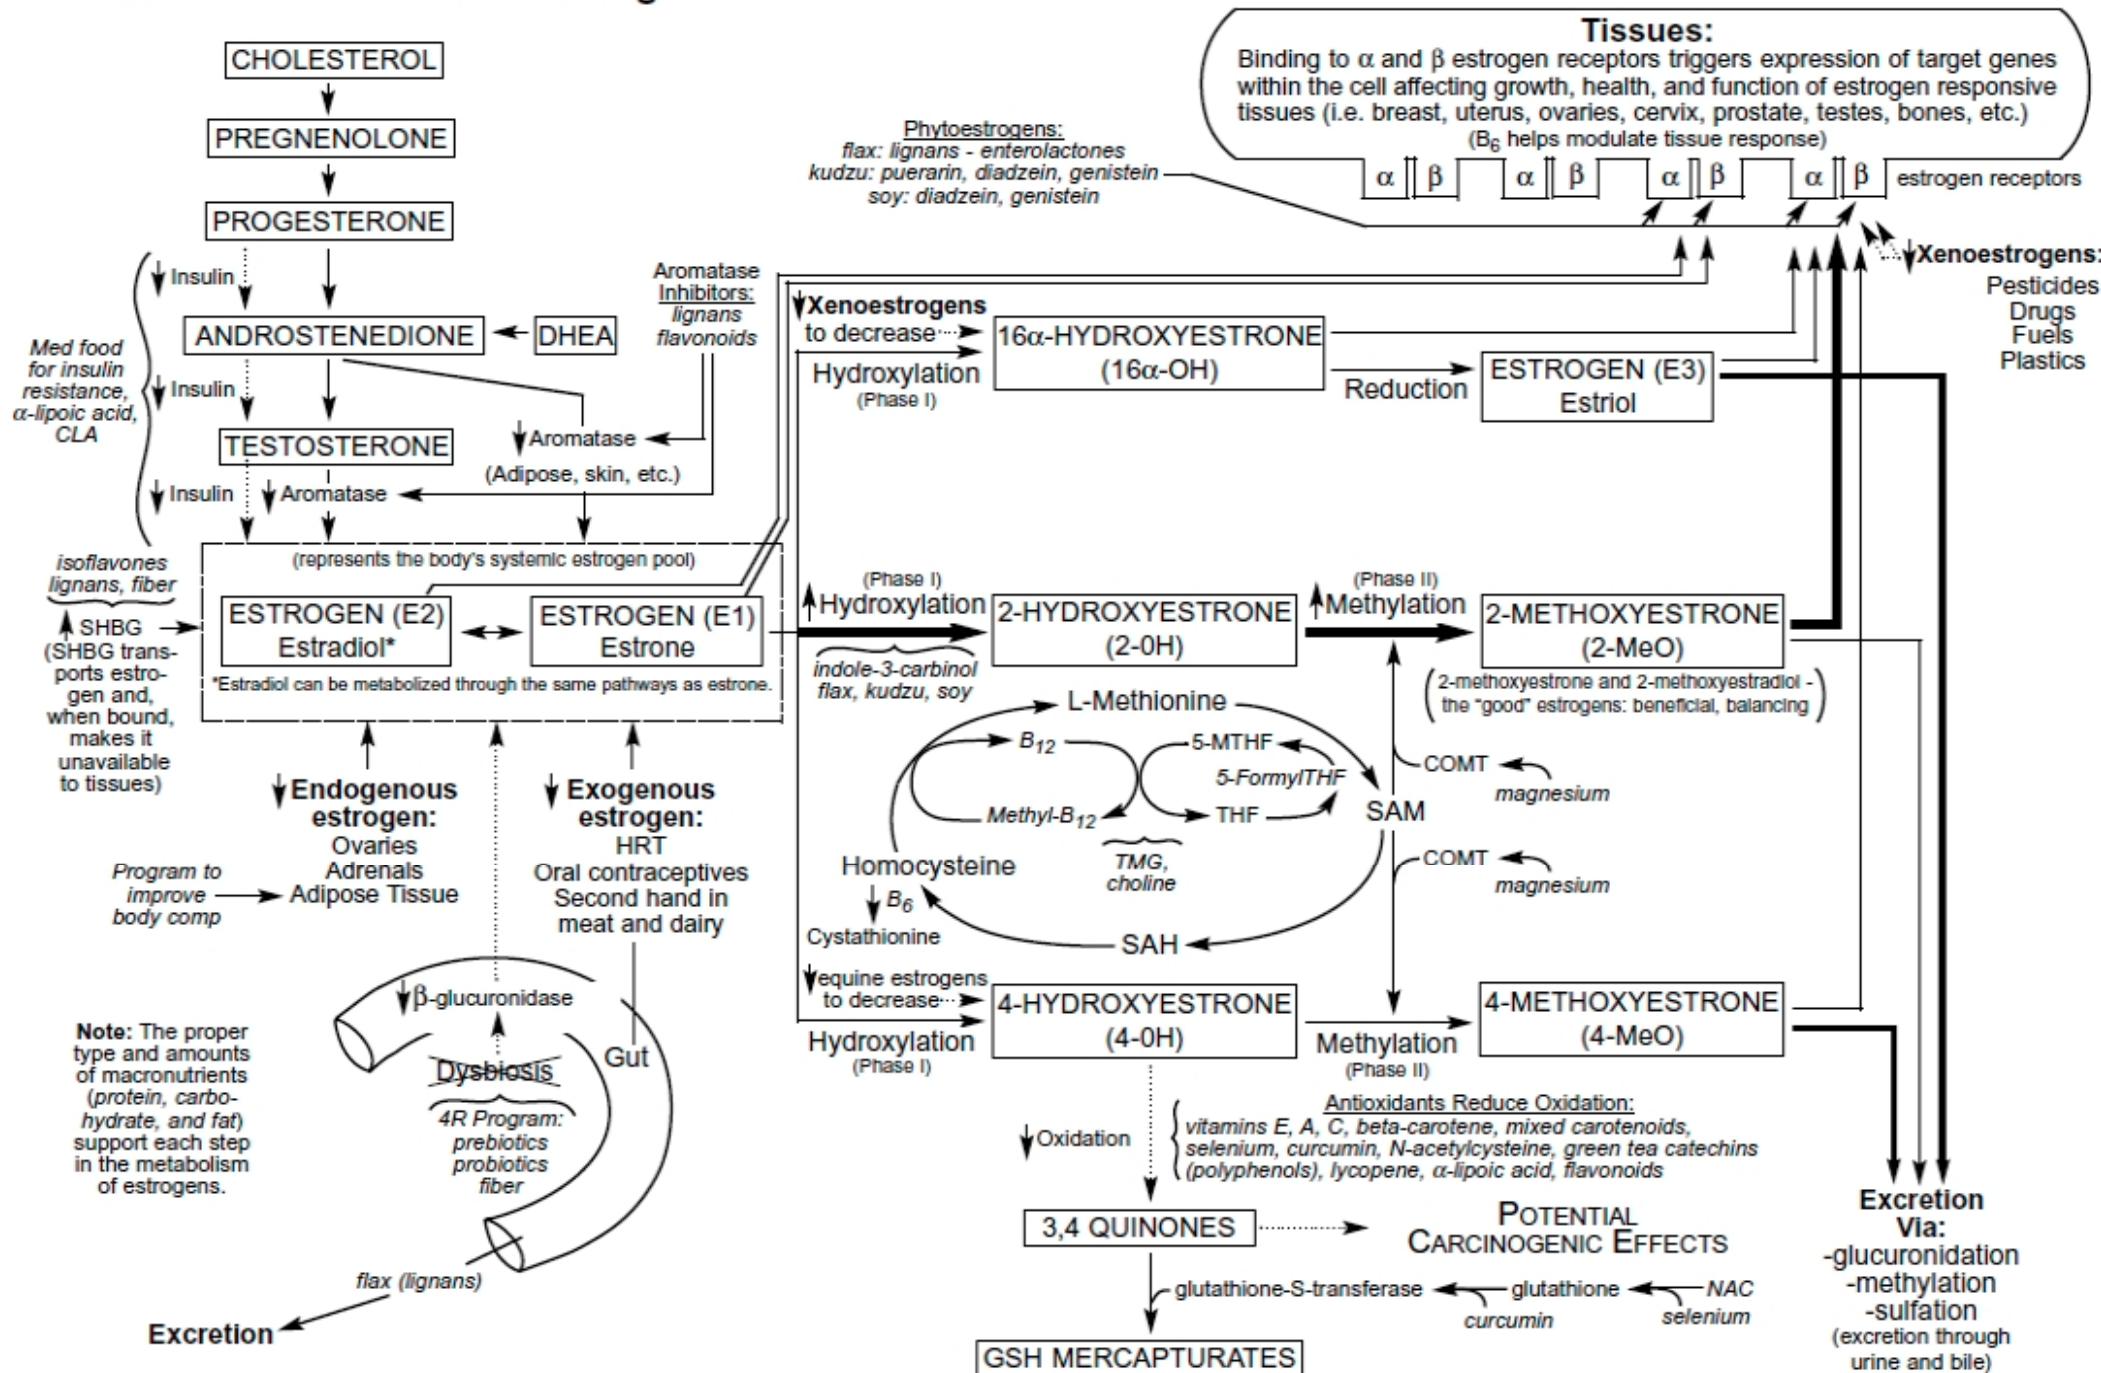 CHOLESTEROL
PREGNENOLONE
PROGESTERONE
Insulin
ANDROSTENEDIONE
DHEA
Med food
for insulin
resistance,
α-lipoic acid,
CLA
Insulin
TESTOSTERONE
Insulin
Aromatase
Aromatase
Inhibitors:
lignans
flavonoids
Aromatase
(Adipose, skin, etc.)
Phytoestrogens:
flax: lignans - enterolactones
kudzu: puerarin, diadzein, genistein
soy: diadzein, genistein
Tissues:
Binding to α and β estrogen receptors triggers expression of target genes
within the cell affecting growth, health, and function of estrogen responsive
tissues (i.e. breast, uterus, ovaries, cervix, prostate, testes, bones, etc.)
(B6 helps modulate tissue response)
α β α β α β α β estrogen receptors
Xenoestrogens:
Pesticides
Drugs
Fuels
Plastics
Xenoestrogens
to decrease
Hydroxylation
(Phase I)
16α-HYDROXYESTRONE
(16α-OH)
Reduction
ESTROGEN (E3)
Estriol
isoflavones
lignans, fiber
SHBG
(SHBG trans-
ports estro-
gen and,
when bound,
makes it
unavailable
to tissues)
(represents the body's systemic estrogen pool)
ESTROGEN (E2)
Estradiol*
ESTROGEN (E1)
Estrone
*Estradiol can be metabolized through the same pathways as estrone.
(Phase I)
Hydroxylation
indole-3-carbinol
flax, kudzu, soy
2-HYDROXYESTRONE
(2-0H)
(Phase II)
Methylation
2-METHOXYESTRONE
(2-MeO)
(2-methoxyestrone and 2-methoxyestradiol -
the "good" estrogens: beneficial, balancing)
L-Methionine
B12
5-MTHF
5-FormylTHF
Methyl-B12
THF
SAM
TMG,
choline
Homocysteine
B6
Cystathionine
SAH
COMT
magnesium
COMT
magnesium
Endogenous
estrogen:
Ovaries
Adrenals
Adipose Tissue
Program to
improve
body comp
Exogenous
estrogen:
HRT
Oral contraceptives
Second hand in
meat and dairy
β-glucuronidase
Dysbiosis
Gut
4R Program:
prebiotics
probiotics
fiber
flax (lignans)
Excretion
Note: The proper
type and amounts
of macronutrients
(protein, carbo-
hydrate, and fat)
support each step
in the metabolism
of estrogens.
equine estrogens
to decrease
Hydroxylation
(Phase I)
4-HYDROXYESTRONE
(4-0H)
Methylation
(Phase II)
4-METHOXYESTRONE
(4-MeO)
Oxidation
Antioxidants Reduce Oxidation:
vitamins E, A, C, beta-carotene, mixed carotenoids,
selenium, curcumin, N-acetylcysteine, green tea catechins
(polyphenols), lycopene, α-lipoic acid, flavonoids
3,4 QUINONES
POTENTIAL
CARCINOGENIC EFFECTS
glutathione-S-transferase
glutathione
NAC
curcumin
selenium
GSH MERCAPTURATES
Excretion
Via:
-glucuronidation
-methylation
-sulfation
(excretion through
urine and bile)